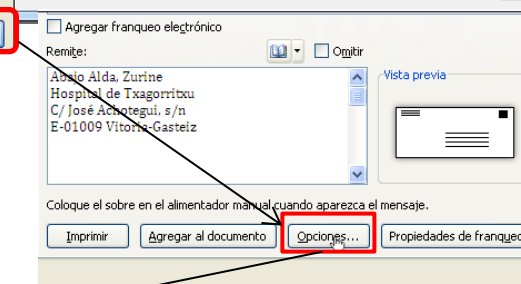 Agregar franqueo electrónico
Remite: Omitir
Absio Alda, Zurine
Hospital de Txagorritxu
C/ José Achotegui, s/n
E-01009 Vitoria-Gasteiz
Vista previa
Coloque el sobre en el alimentador manual cuando aparezca el mensaje.
Imprimir Agregar al documento Opciones... Propiedades de franqueo